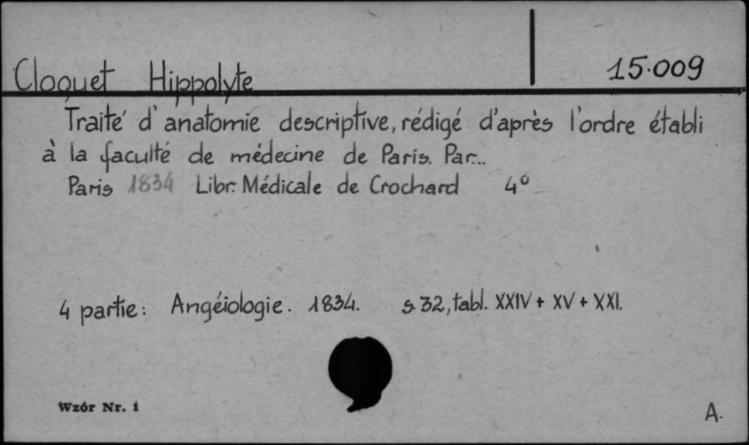 Cloquet Hippolyte 15.009
Traité d'anatomie descriptive, rédigé d'après l'ordre établi
à la faculté de médecine de Paris. Par...
Paris 1834 Libr. Médicale de Crochard 4°
4 partie: Angéiologie. 1834. s. 32, tabl. XXIV + XV + XXI.
Wzór Nr. 1 A.